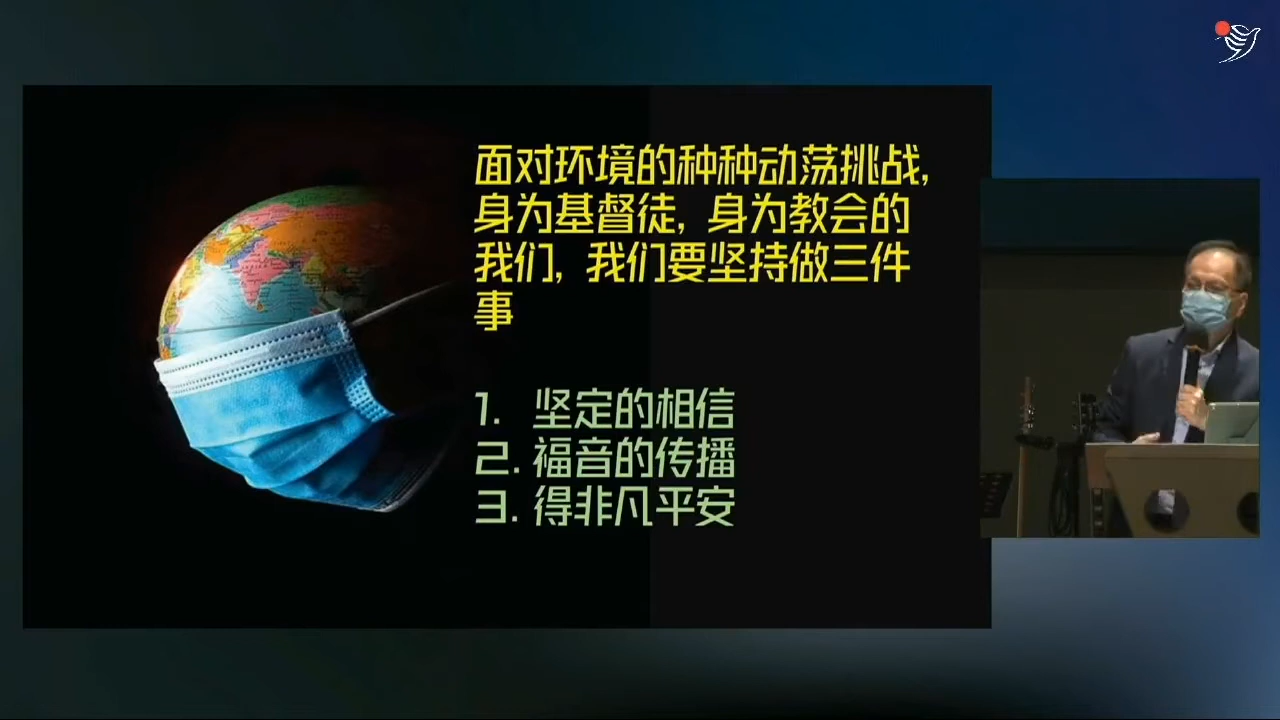 面对环境的种种动荡挑战,
身为基督徒, 身为教会的
我们, 我们要坚持做三件
事
1. 坚定的相信
2. 福音的传播
3. 得非凡平安